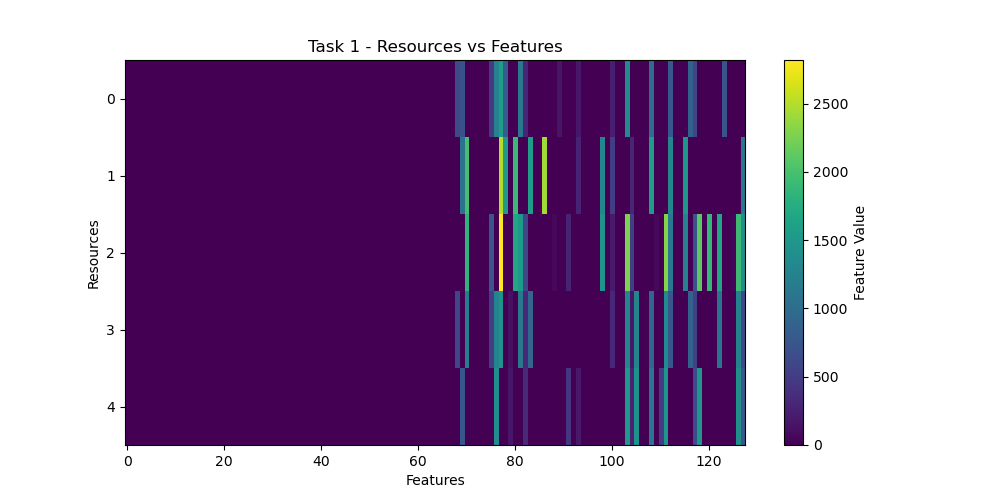 Task 1 - Resources vs Features
Resources
0
1
2
3
4
0 20 40 60 80 100 120
Features
2500
2000
1500
1000
500
0
Feature Value